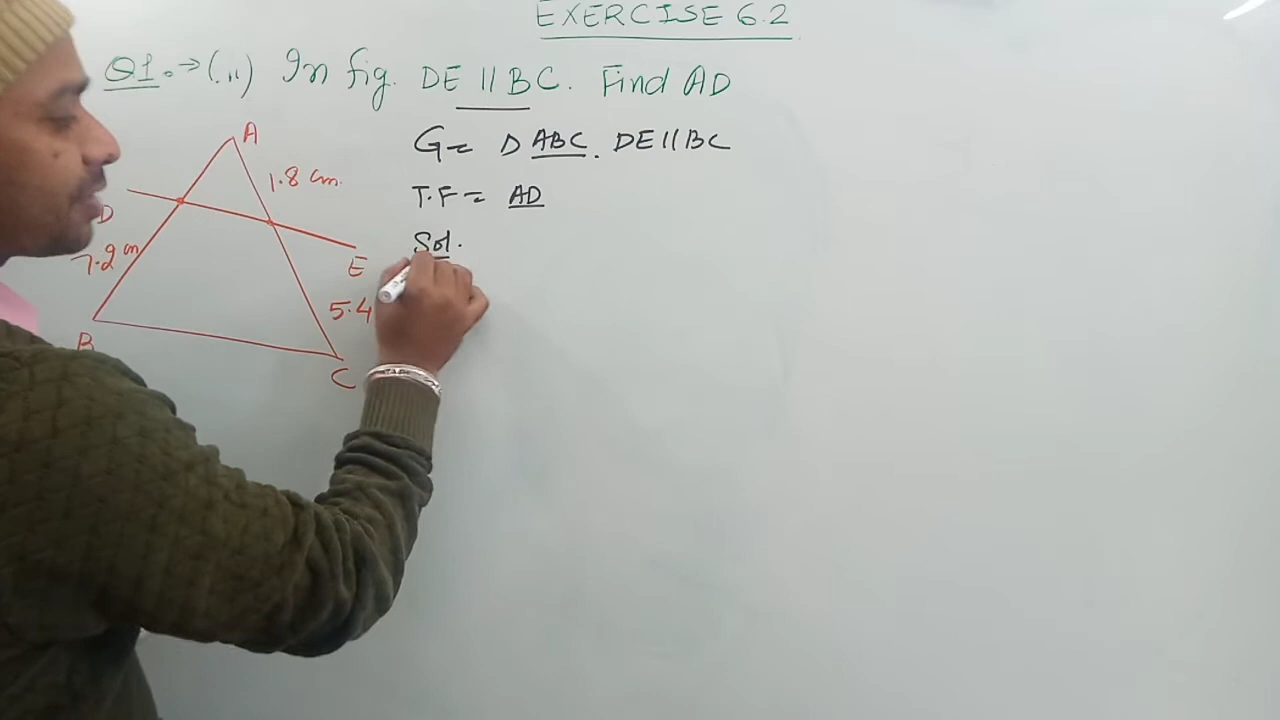 EXERCISE 6.2
Q1.→(ii) In fig. DE || BC. Find AD
G= D ABC. DE||BC
T.F = AD
Sol.
A
1.8 cm.
D
7.2 cm
E
5.4
B
C